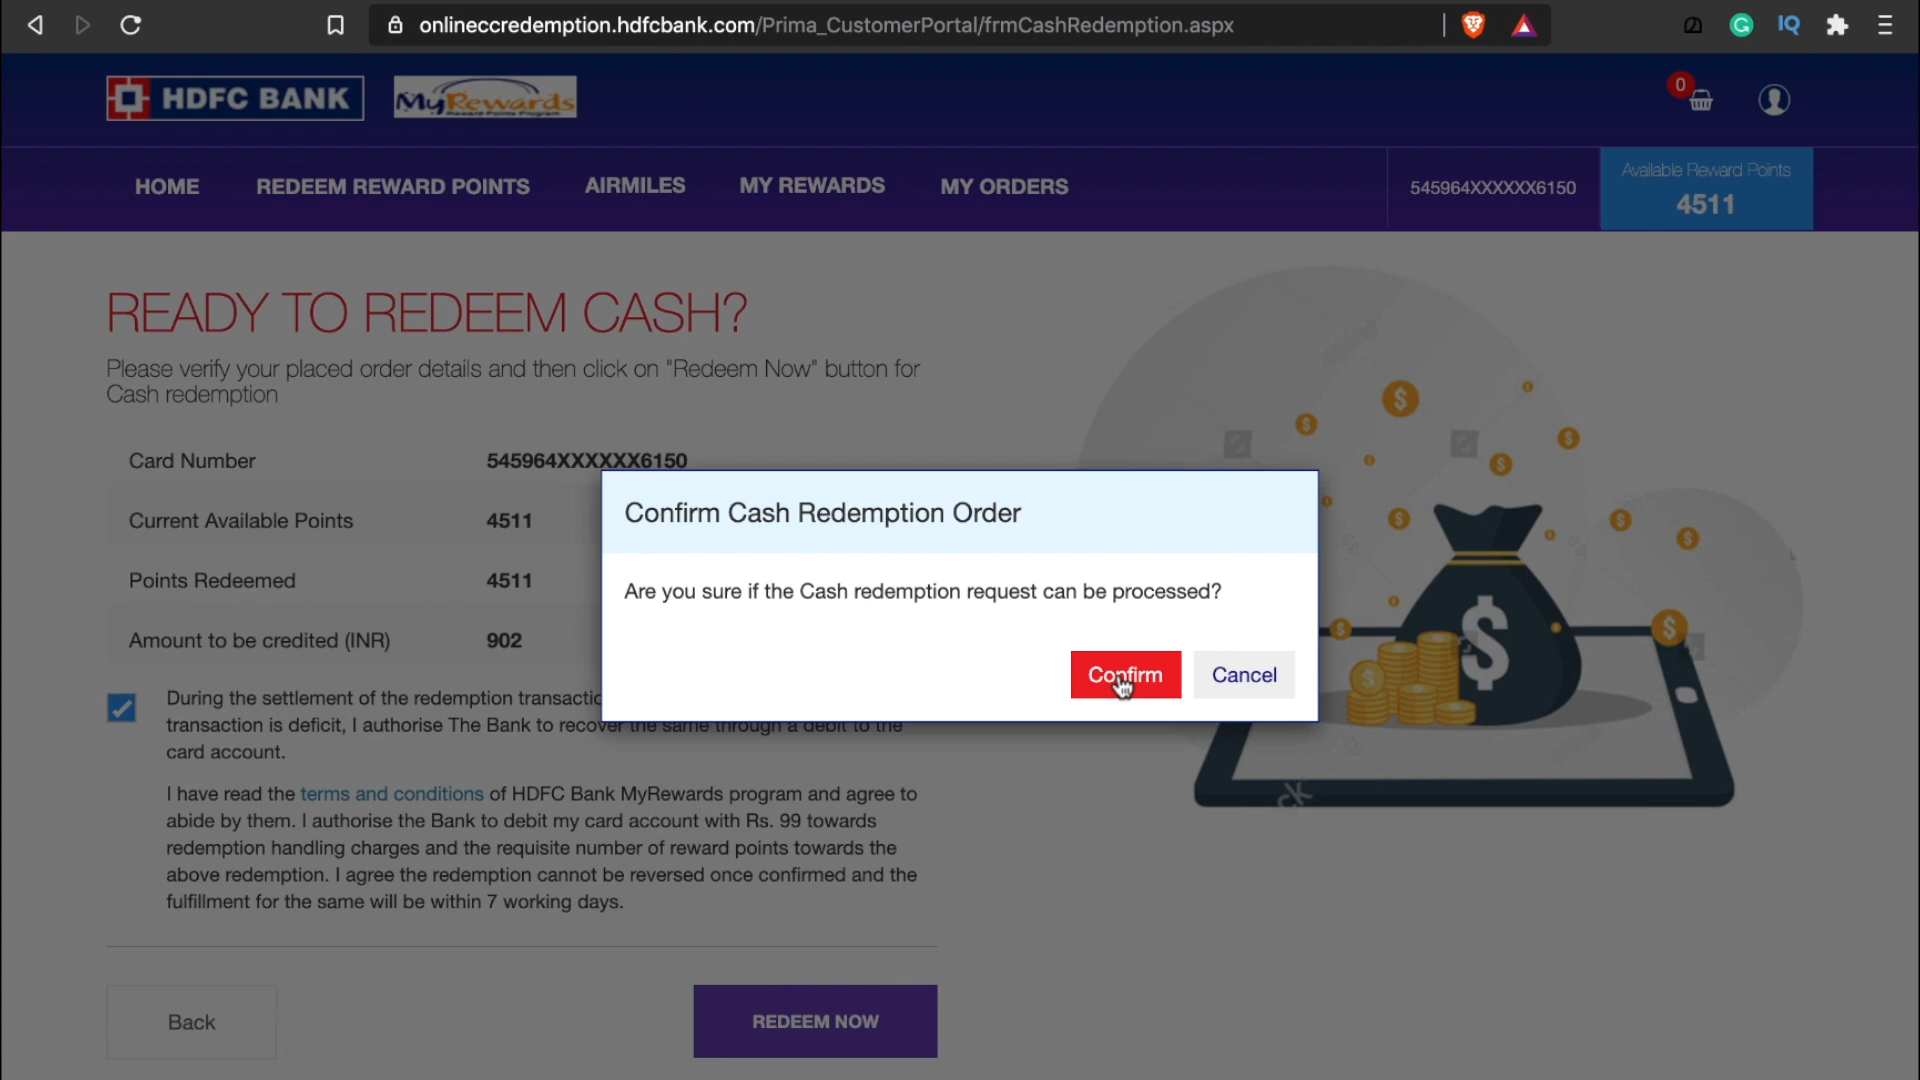 onlineccredemption.hdfcbank.com/Prima_CustomerPortal/frmCashRedemption.aspx
HDFC BANK
MyRewards
Reward Points Program
0
HOME
REDEEM REWARD POINTS
AIRMILES
MY REWARDS
MY ORDERS
545964XXXXXX6150
Available Reward Points
4511
READY TO REDEEM CASH?
Please verify your placed order details and then click on "Redeem Now" button for
Cash redemption
Card Number 545964XXXXXX6150
Current Available Points 4511
Points Redeemed 4511
Amount to be credited (INR) 902
Confirm Cash Redemption Order
Are you sure if the Cash redemption request can be processed?
Confirm
Cancel
During the settlement of the redemption
transaction is deficit, I authorise The Bank to recover the same through a debit to the
card account.
I have read the terms and conditions of HDFC Bank MyRewards program and agree to
abide by them. I authorise the Bank to debit my card account with Rs. 99 towards
redemption handling charges and the requisite number of reward points towards the
above redemption. I agree the redemption cannot be reversed once confirmed and the
fulfillment for the same will be within 7 working days.
Back
REDEEM NOW